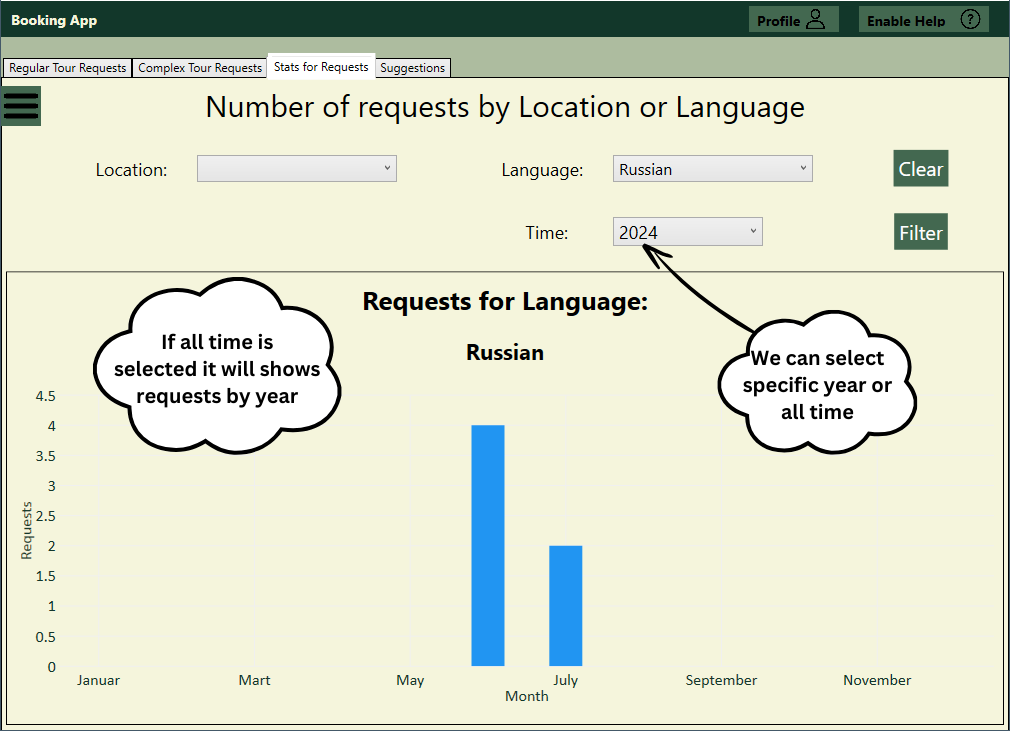 Booking App
Profile
Enable Help ?
Regular Tour Requests
Complex Tour Requests
Stats for Requests
Suggestions
Number of requests by Location or Language
Location:
Language:
Russian
Clear
Time:
2024
Filter
Requests for Language:
Russian
If all time is
selected it will shows
requests by year
We can select
specific year or
all time
4.5
4
3.5
3
2.5
2
1.5
1
0.5
0
Requests
Januar
Mart
May
July
September
November
Month